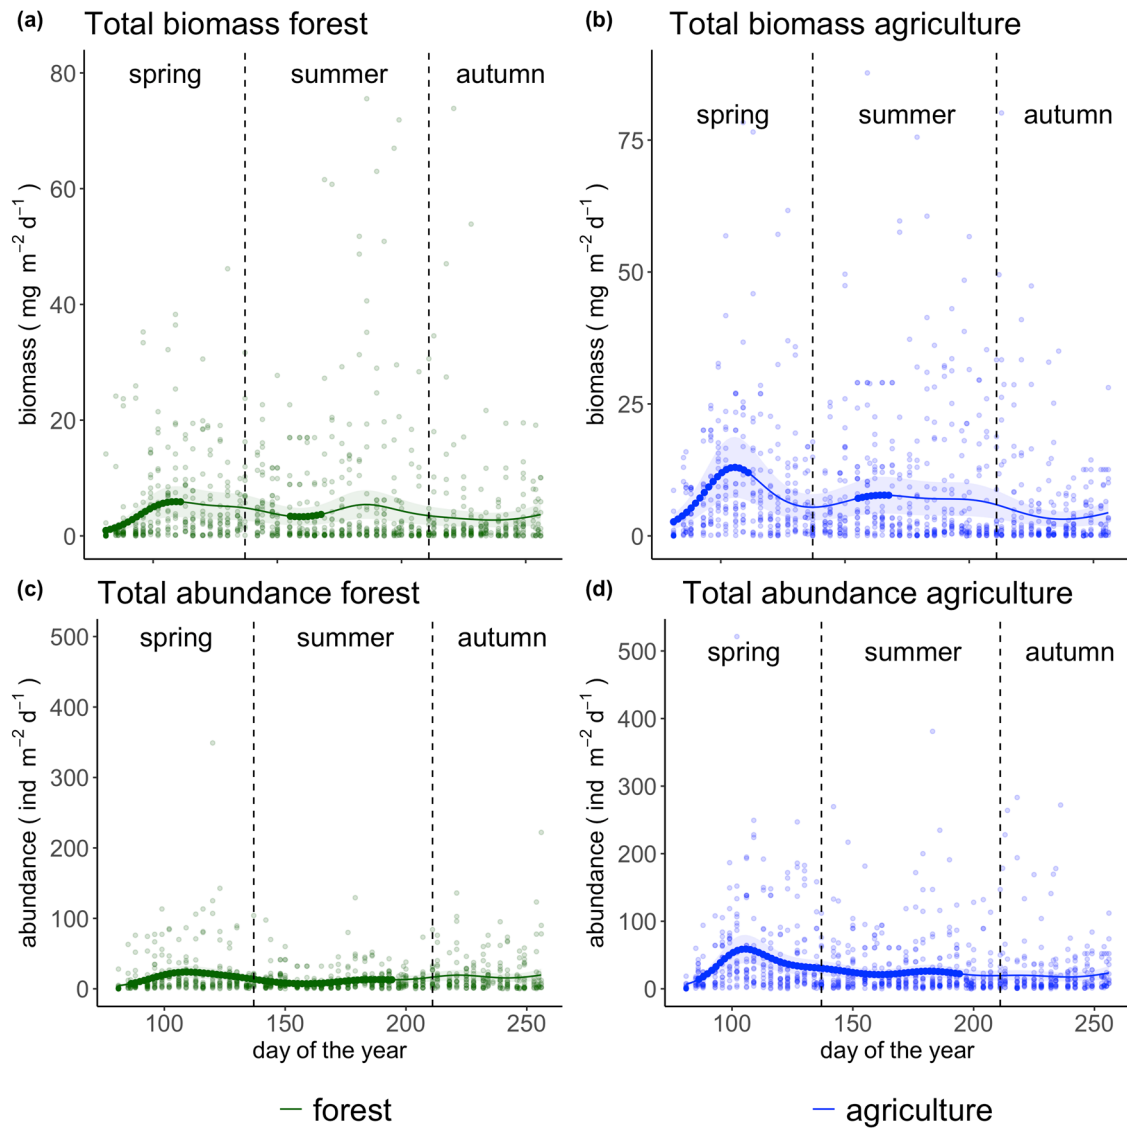 (a) Total biomass forest
spring summer autumn
80
60
40
20
0
biomass ( mg m⁻² d⁻¹ )
(b) Total biomass agriculture
spring summer autumn
75
50
25
0
biomass ( mg m⁻² d⁻¹ )
(c) Total abundance forest
spring summer autumn
500
400
300
200
100
0
abundance ( ind m⁻² d⁻¹ )
100 150 200 250
day of the year
(d) Total abundance agriculture
spring summer autumn
500
400
300
200
100
0
abundance ( ind m⁻² d⁻¹ )
100 150 200 250
day of the year
forest
agriculture